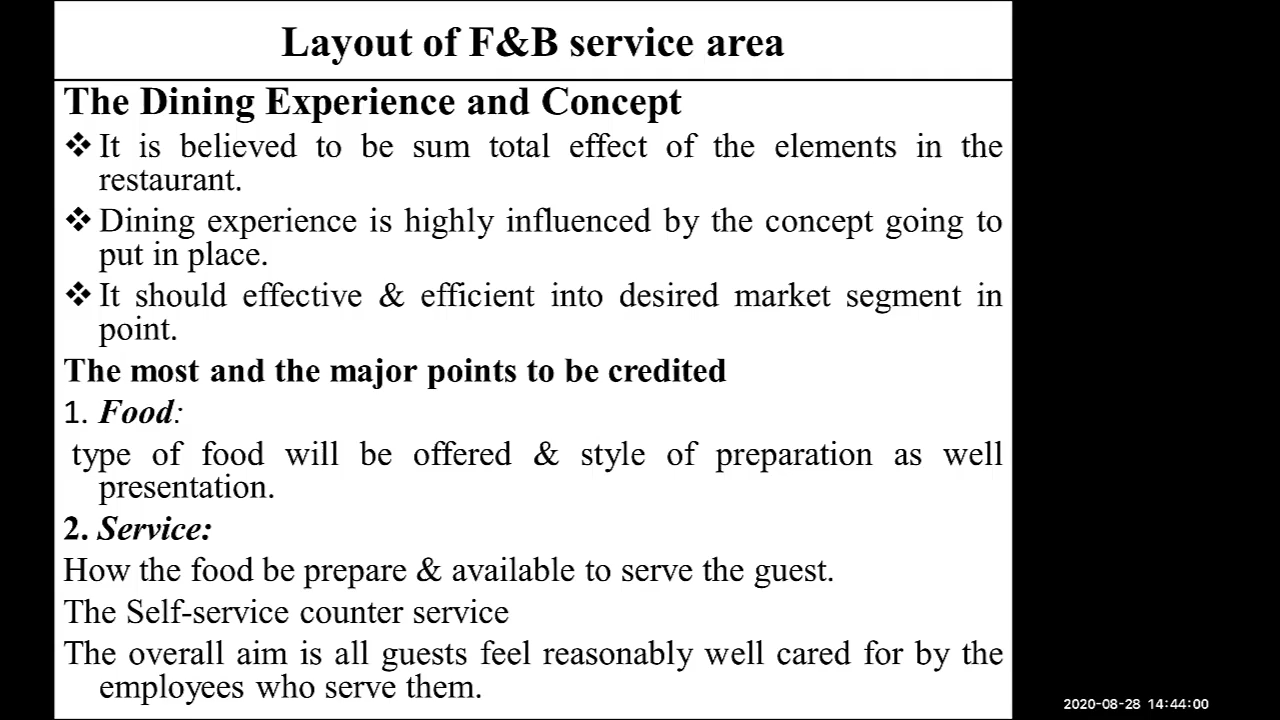 Layout of F&B service area
The Dining Experience and Concept
❖ It is believed to be sum total effect of the elements in the
restaurant.
❖ Dining experience is highly influenced by the concept going to
put in place.
❖ It should effective & efficient into desired market segment in
point.
The most and the major points to be credited
1. Food:
type of food will be offered & style of preparation as well
presentation.
2. Service:
How the food be prepare & available to serve the guest.
The Self-service counter service
The overall aim is all guests feel reasonably well cared for by the
employees who serve them.
2020-08-28 14:44:00